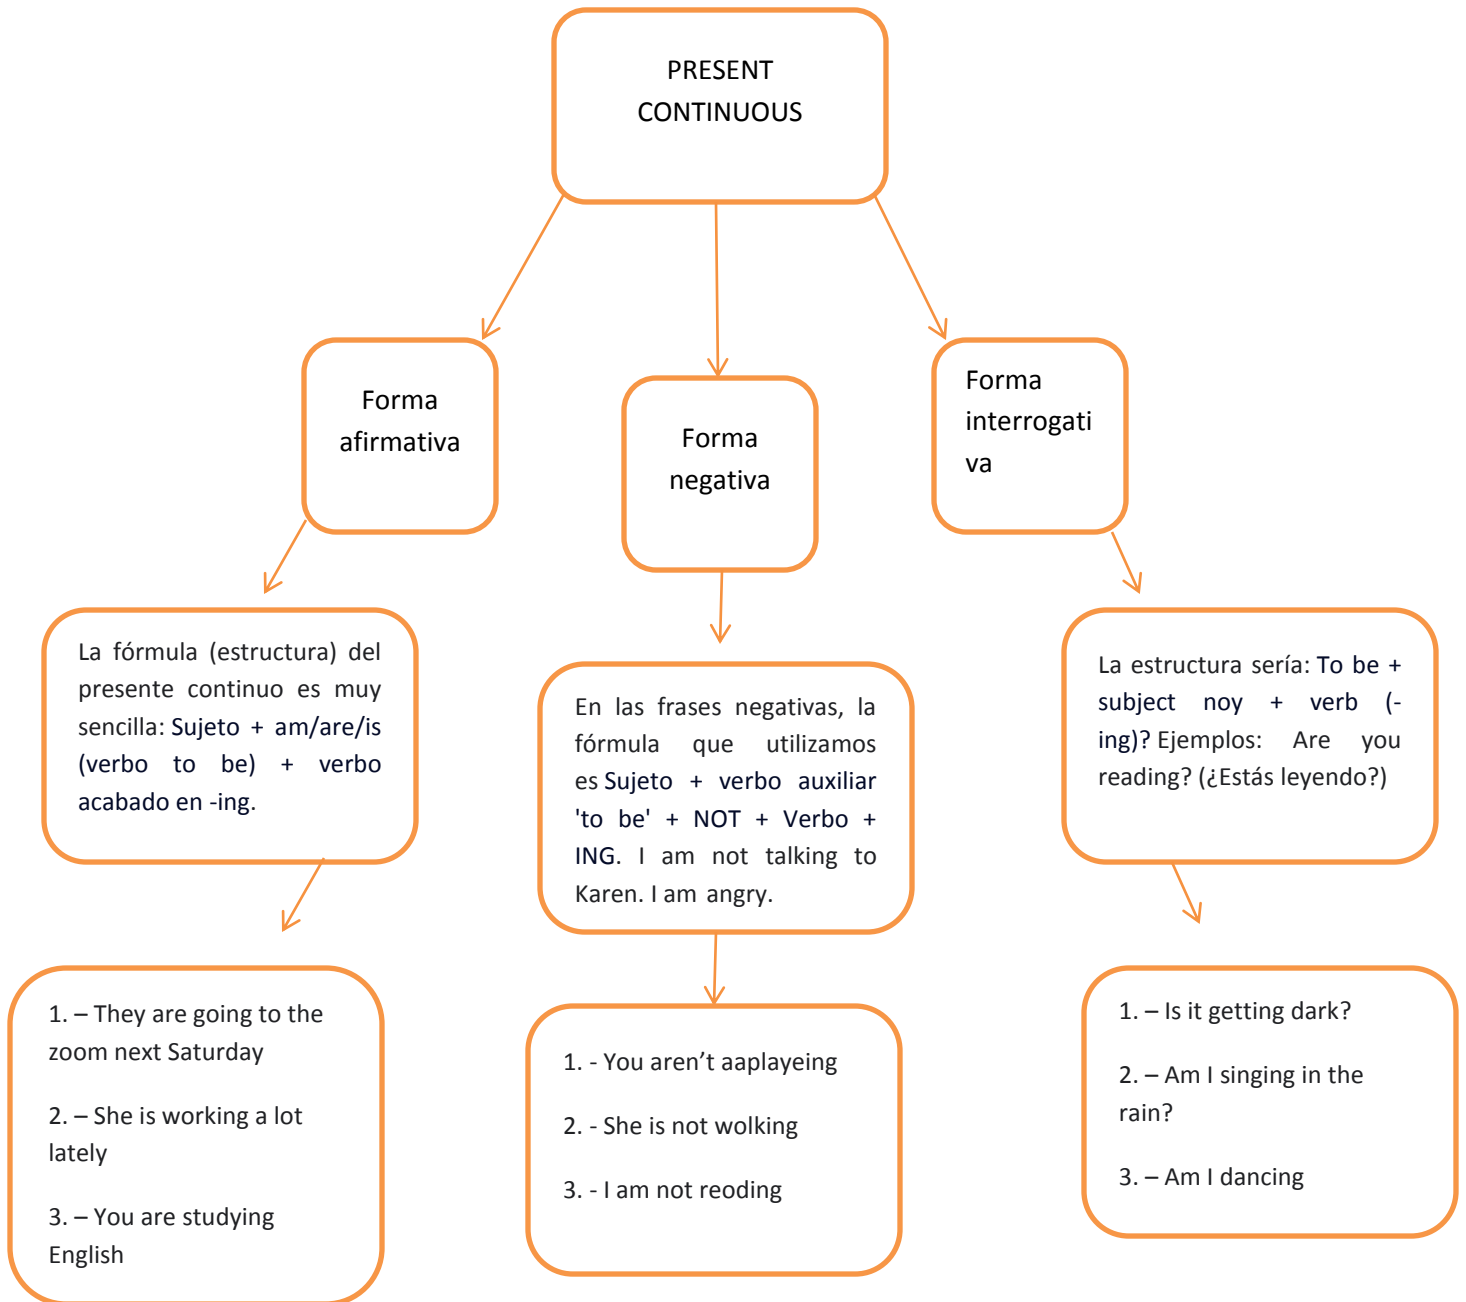 PRESENT
CONTINUOUS
Forma
afirmativa
Forma
negativa
Forma
interrogati
va
La fórmula (estructura) del
presente continuo es muy
sencilla: Sujeto + am/are/is
(verbo to be) + verbo
acabado en -ing.
En las frases negativas, la
fórmula que utilizamos
es Sujeto + verbo auxiliar
'to be' + NOT + Verbo +
ING. I am not talking to
Karen. I am angry.
La estructura sería: To be +
subject noy + verb (-
ing)? Ejemplos: Are you
reading? (¿Estás leyendo?)
1. – They are going to the
zoom next Saturday
2. – She is working a lot
lately
3. – You are studying
English
1. - You aren’t aaplayeing
2. - She is not wolking
3. - I am not reoding
1. – Is it getting dark?
2. – Am I singing in the
rain?
3. – Am I dancing